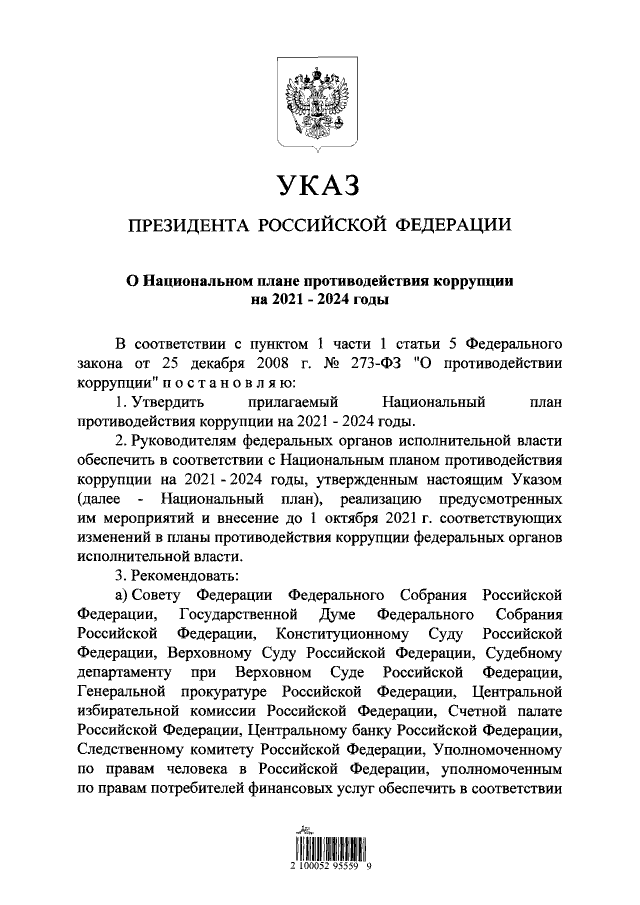 УКАЗ
ПРЕЗИДЕНТА РОССИЙСКОЙ ФЕДЕРАЦИИ
О Национальном плане противодействия коррупции
на 2021 - 2024 годы
В соответствии с пунктом 1 части 1 статьи 5 Федерального
закона от 25 декабря 2008 г. № 273-ФЗ "О противодействии
коррупции" п о с т а н о в л я ю:
1. Утвердить прилагаемый Национальный план
противодействия коррупции на 2021 - 2024 годы.
2. Руководителям федеральных органов исполнительной власти
обеспечить в соответствии с Национальным планом противодействия
коррупции на 2021 - 2024 годы, утвержденным настоящим Указом
(далее - Национальный план), реализацию предусмотренных
им мероприятий и внесение до 1 октября 2021 г. соответствующих
изменений в планы противодействия коррупции федеральных органов
исполнительной власти.
3. Рекомендовать:
а) Совету Федерации Федерального Собрания Российской
Федерации, Государственной Думе Федерального Собрания
Российской Федерации, Конституционному Суду Российской
Федерации, Верховному Суду Российской Федерации, Судебному
департаменту при Верховном Суде Российской Федерации,
Генеральной прокуратуре Российской Федерации, Центральной
избирательной комиссии Российской Федерации, Счетной палате
Российской Федерации, Центральному банку Российской Федерации,
Следственному комитету Российской Федерации, Уполномоченному
по правам человека в Российской Федерации, уполномоченным
по правам потребителей финансовых услуг обеспечить в соответствии
2 100052 95559 9